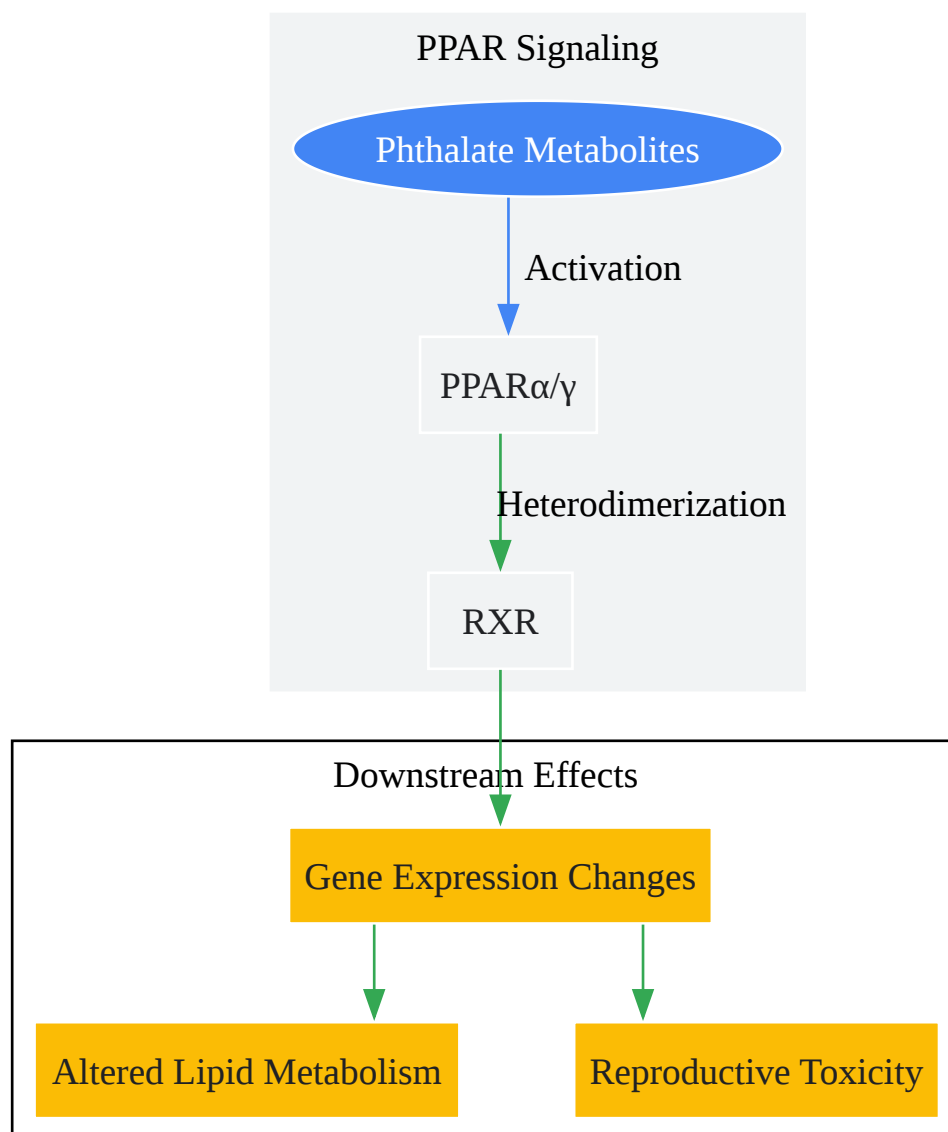 PPAR Signaling
Phthalate Metabolites
Activation
PPARα/γ
Heterodimerization
RXR
Downstream Effects
Gene Expression Changes
Altered Lipid Metabolism
Reproductive Toxicity